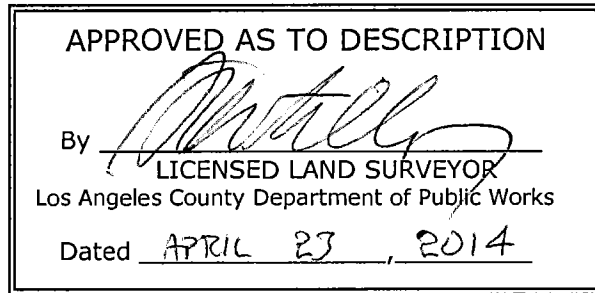 APPROVED AS TO DESCRIPTION
By
LICENSED LAND SURVEYOR
Los Angeles County Department of Public Works
Dated APRIL 23, 2014